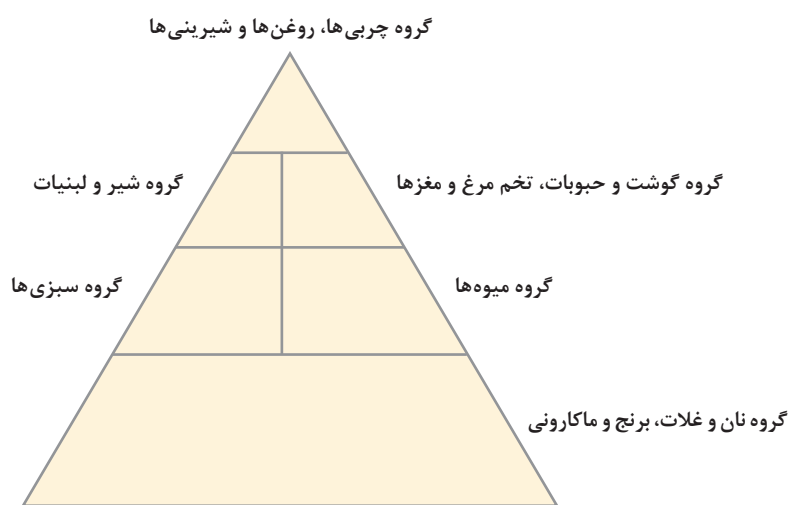 گروه چربی‌ها، روغن‌ها و شیرینی‌ها
گروه گوشت و حبوبات، تخم مرغ و مغزها
گروه شیر و لبنیات
گروه میوه‌ها
گروه سبزی‌ها
گروه نان و غلات، برنج و ماکارونی